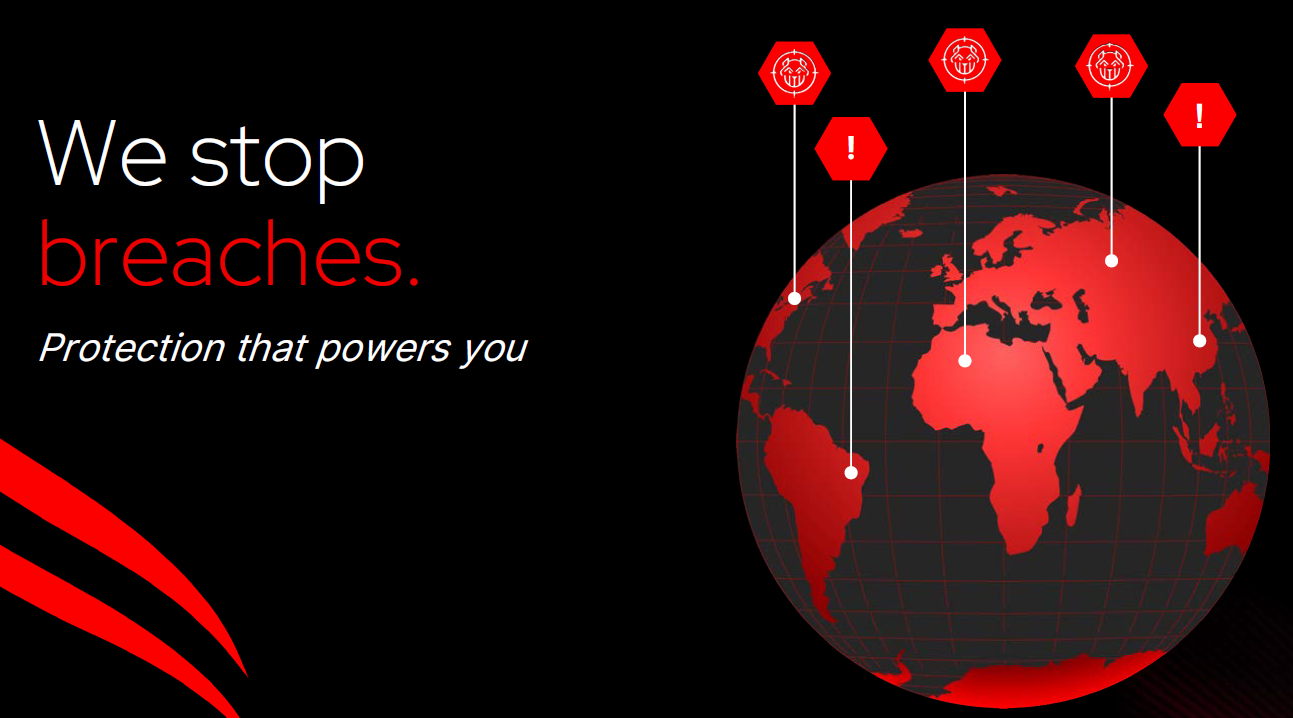 We stop
breaches.
Protection that powers you
!
!